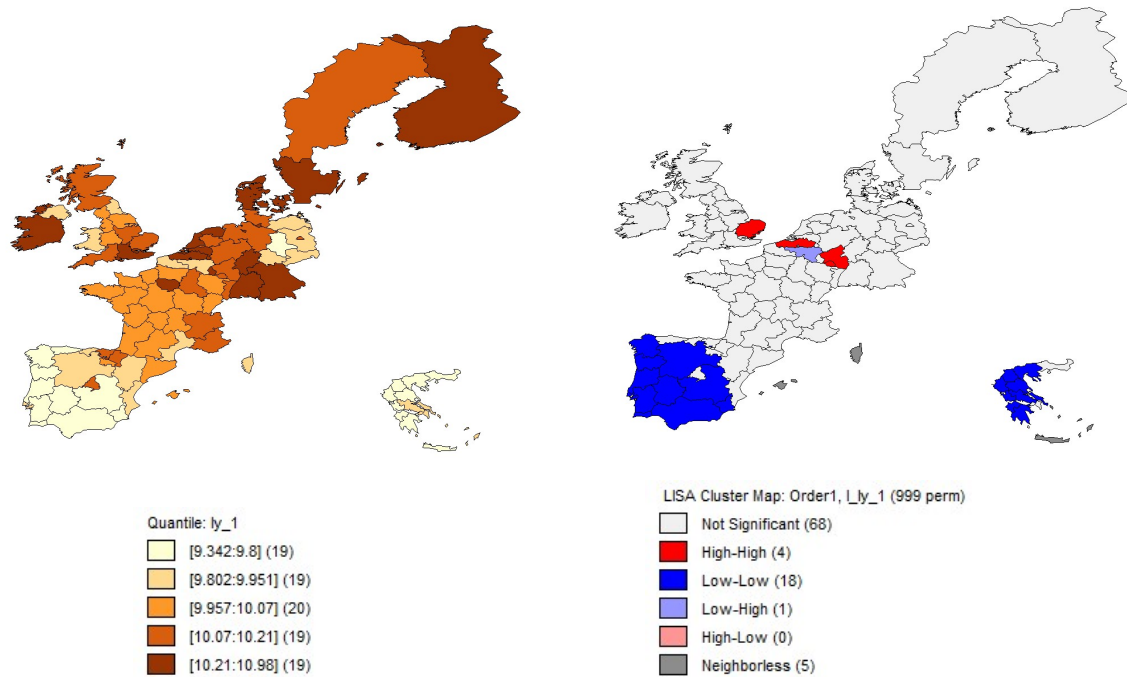 Quantile: ly_1
[9.342:9.8] (19)
[9.802:9.951] (19)
[9.957:10.07] (20)
[10.07:10.21] (19)
[10.21:10.98] (19)
LISA Cluster Map: Order1, I_ly_1 (999 perm)
Not Significant (68)
High-High (4)
Low-Low (18)
Low-High (1)
High-Low (0)
Neighborless (5)